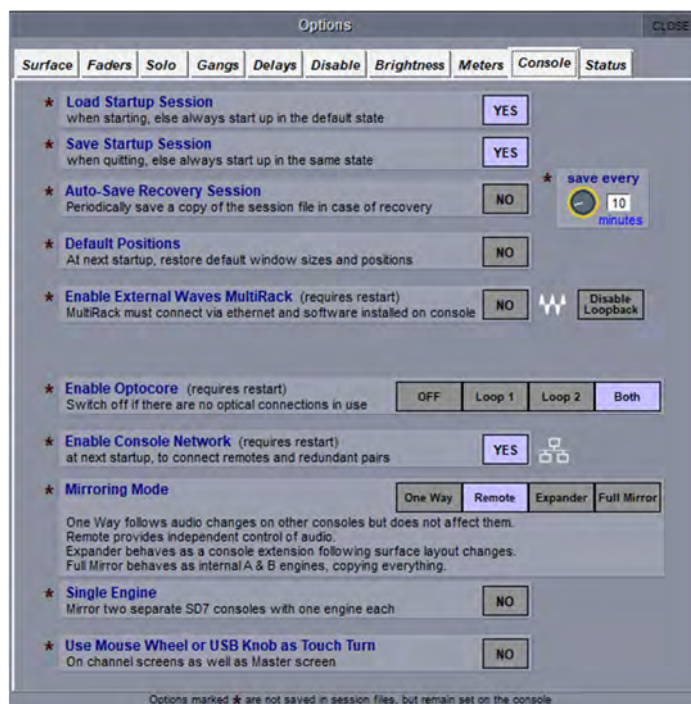 Options
CLOSE
Surface Faders Solo Gangs Delays Disable Brightness Meters Console Status
* Load Startup Session
when starting, else always start up in the default state
YES
* Save Startup Session
when quitting, else always start up in the same state
YES
* Auto-Save Recovery Session
Periodically save a copy of the session file in case of recovery
NO
* save every
10
minutes
* Default Positions
At next startup, restore default window sizes and positions
NO
* Enable External Waves MultiRack (requires restart)
MultiRack must connect via ethernet and software installed on console
NO
Disable
Loopback
* Enable Optocore (requires restart)
Switch off if there are no optical connections in use
OFF Loop 1 Loop 2 Both
* Enable Console Network (requires restart)
at next startup, to connect remotes and redundant pairs
YES
* Mirroring Mode
One Way Remote Expander Full Mirror
One Way follows audio changes on other consoles but does not affect them.
Remote provides independent control of audio.
Expander behaves as a console extension following surface layout changes.
Full Mirror behaves as internal A & B engines, copying everything.
* Single Engine
Mirror two separate SD7 consoles with one engine each
NO
* Use Mouse Wheel or USB Knob as Touch Turn
On channel screens as well as Master screen
NO
Options marked * are not saved in session files, but remain set on the console